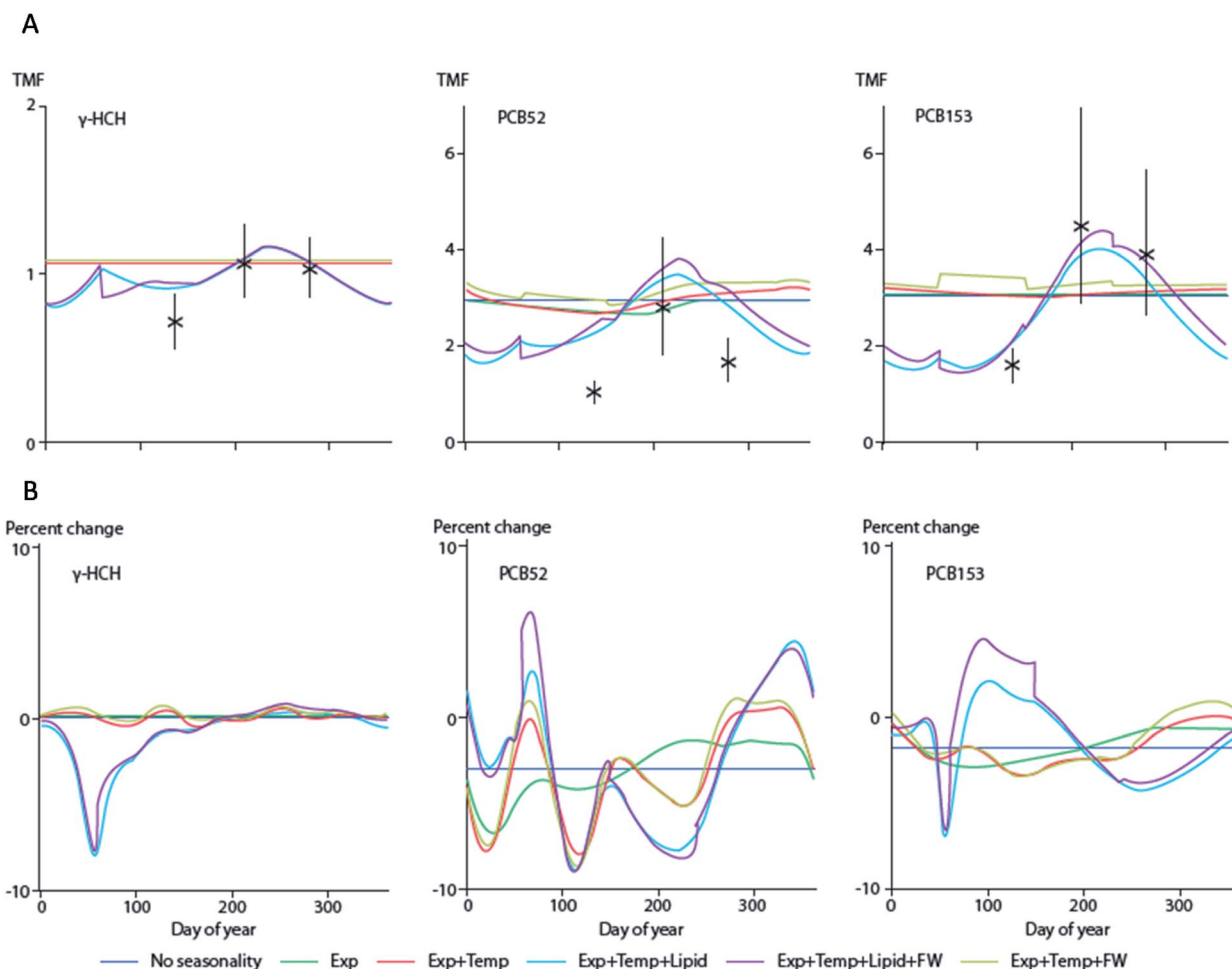 A
TMF TMF TMF
2
γ-HCH PCB52 PCB153
6 6
4 4
1
2 2
0 0 0
B
Percent change Percent change Percent change
10 10 10
γ-HCH PCB52 PCB153
0 0 0
-10 -10 -10
0 100 200 300 100 200 300 100 200 300
Day of year Day of year Day of year
No seasonality Exp Exp+Temp Exp+Temp+Lipid Exp+Temp+Lipid+FW Exp+Temp+FW